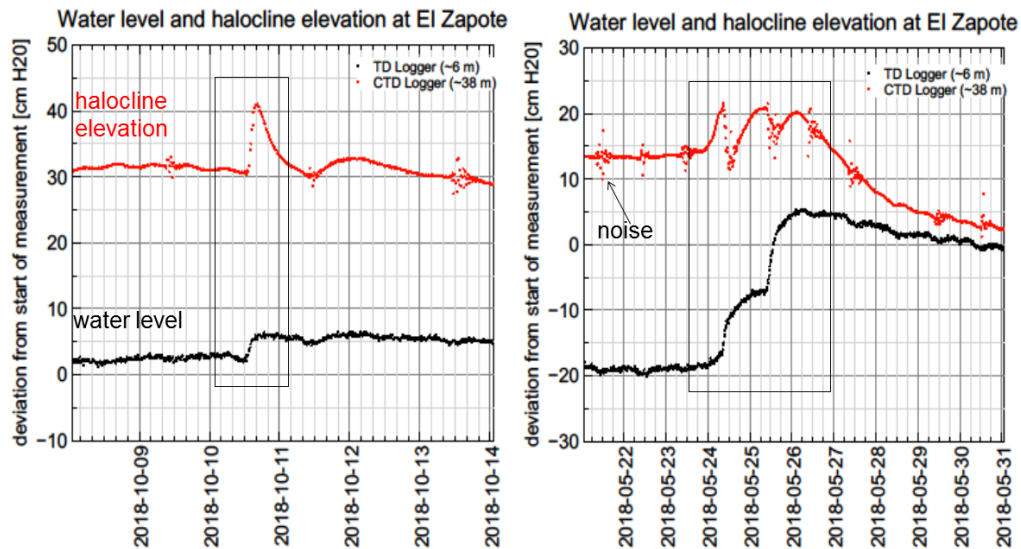 Water level and halocline elevation at El Zapote
deviation from start of measurement [cm H20]
50
40
30
20
10
0
−10
TD Logger (~6 m)
CTD Logger (~38 m)
halocline
elevation
water level
2018-10-09
2018-10-10
2018-10-11
2018-10-12
2018-10-13
2018-10-14
Water level and halocline elevation at El Zapote
deviation from start of measurement [cm H20]
30
20
10
0
−10
−20
−30
TD Logger (~6 m)
CTD Logger (~38 m)
noise
2018-05-22
2018-05-23
2018-05-24
2018-05-25
2018-05-26
2018-05-27
2018-05-28
2018-05-29
2018-05-30
2018-05-31